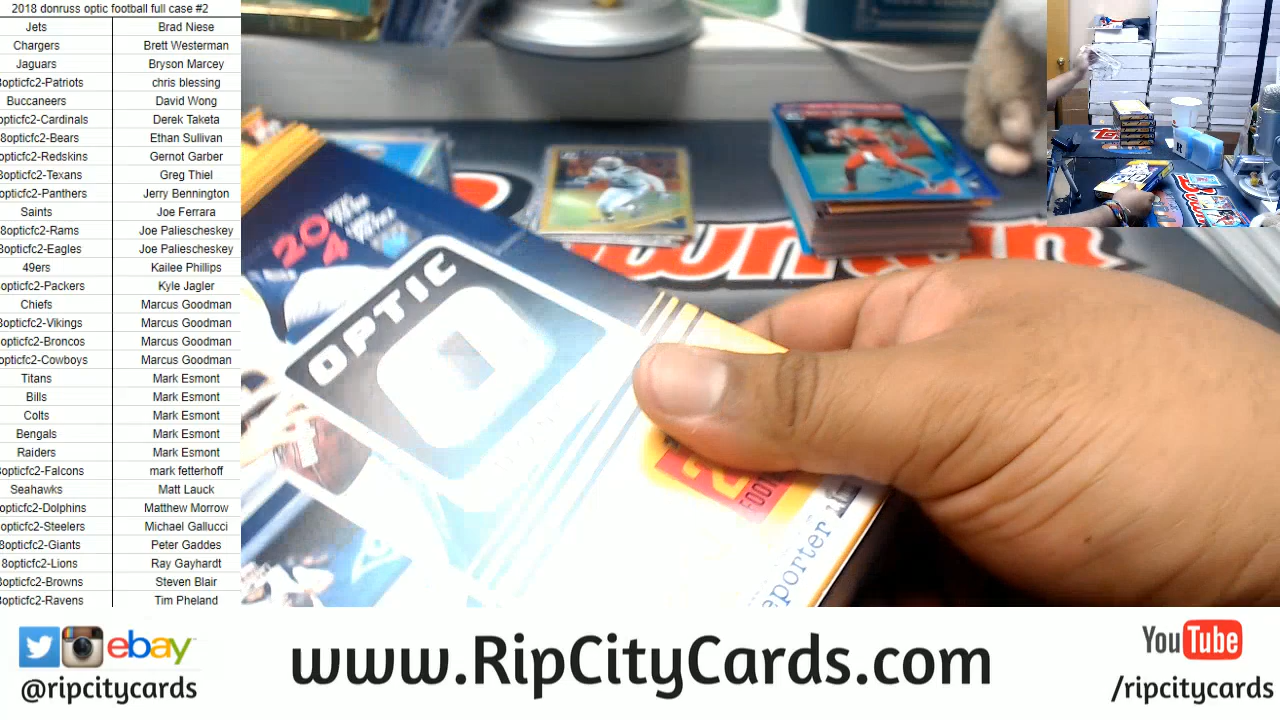 2018 donruss optic football full case #2
Jets Brad Niese
Chargers Brett Westerman
Jaguars Bryson Marcey
8opticfc2-Patriots chris blessing
Buccaneers David Wong
opticfc2-Cardinals Derek Taketa
8opticfc2-Bears Ethan Sullivan
opticfc2-Redskins Gernot Garber
8opticfc2-Texans Greg Thiel
opticfc2-Panthers Jerry Bennington
Saints Joe Ferrara
8opticfc2-Rams Joe Paliescheskey
8opticfc2-Eagles Joe Paliescheskey
49ers Kailee Phillips
opticfc2-Packers Kyle Jagler
Chiefs Marcus Goodman
8opticfc2-Vikings Marcus Goodman
opticfc2-Broncos Marcus Goodman
opticfc2-Cowboys Marcus Goodman
Titans Mark Esmont
Bills Mark Esmont
Colts Mark Esmont
Bengals Mark Esmont
Raiders Mark Esmont
8opticfc2-Falcons mark fetterhoff
Seahawks Matt Lauck
opticfc2-Dolphins Matthew Morrow
opticfc2-Steelers Michael Gallucci
8opticfc2-Giants Peter Gaddes
8opticfc2-Lions Ray Gayhardt
8opticfc2-Browns Steven Blair
8opticfc2-Ravens Tim Pheland
20
4
OPTIC
eporter
ebay
@ripcitycards
www.RipCityCards.com
YouTube
/ripcitycards